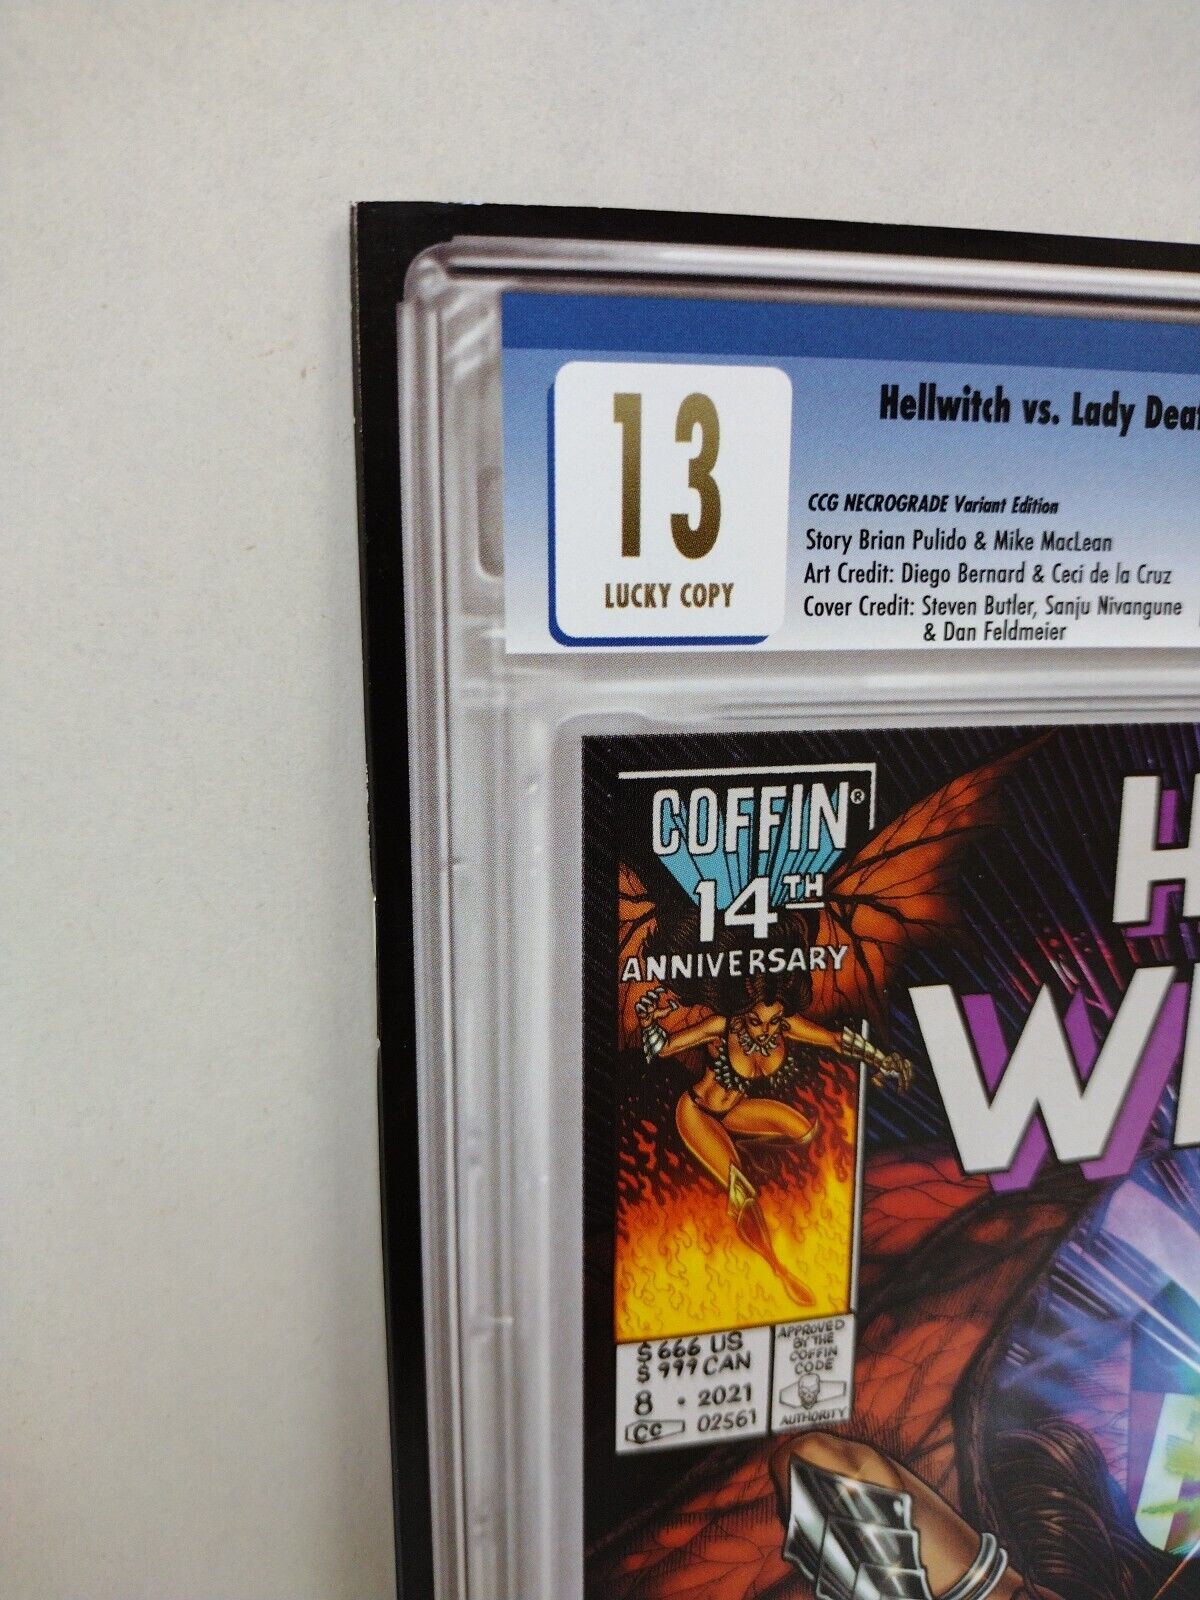 13
LUCKY COPY
Hellwitch vs. Lady
CCG NECROGRADE Variant Edition
Story Brian Pulido & Mike MacLean
Art Credit: Diego Bernard & Ceci de la Cruz
Cover Credit: Steven Butler, Sanju Nivangune
& Dan Feldmeier
COFFIN®
14TH
ANNIVERSARY
H
W
$ 666 US
$ 999 CAN
8 • 2021
CC 02561
APPROVED
BY THE
COFFIN
CODE
AUTHORITY